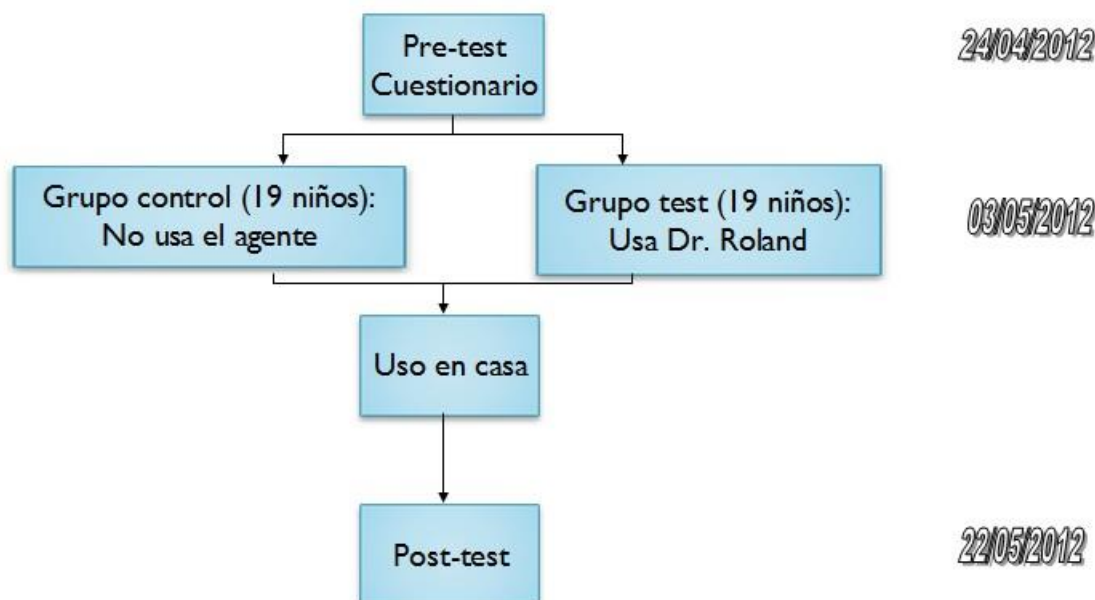 Pre-test
Cuestionario
24/04/2012
Grupo control (19 niños):
No usa el agente
Grupo test (19 niños):
Usa Dr. Roland
03/05/2012
Uso en casa
Post-test
22/05/2012